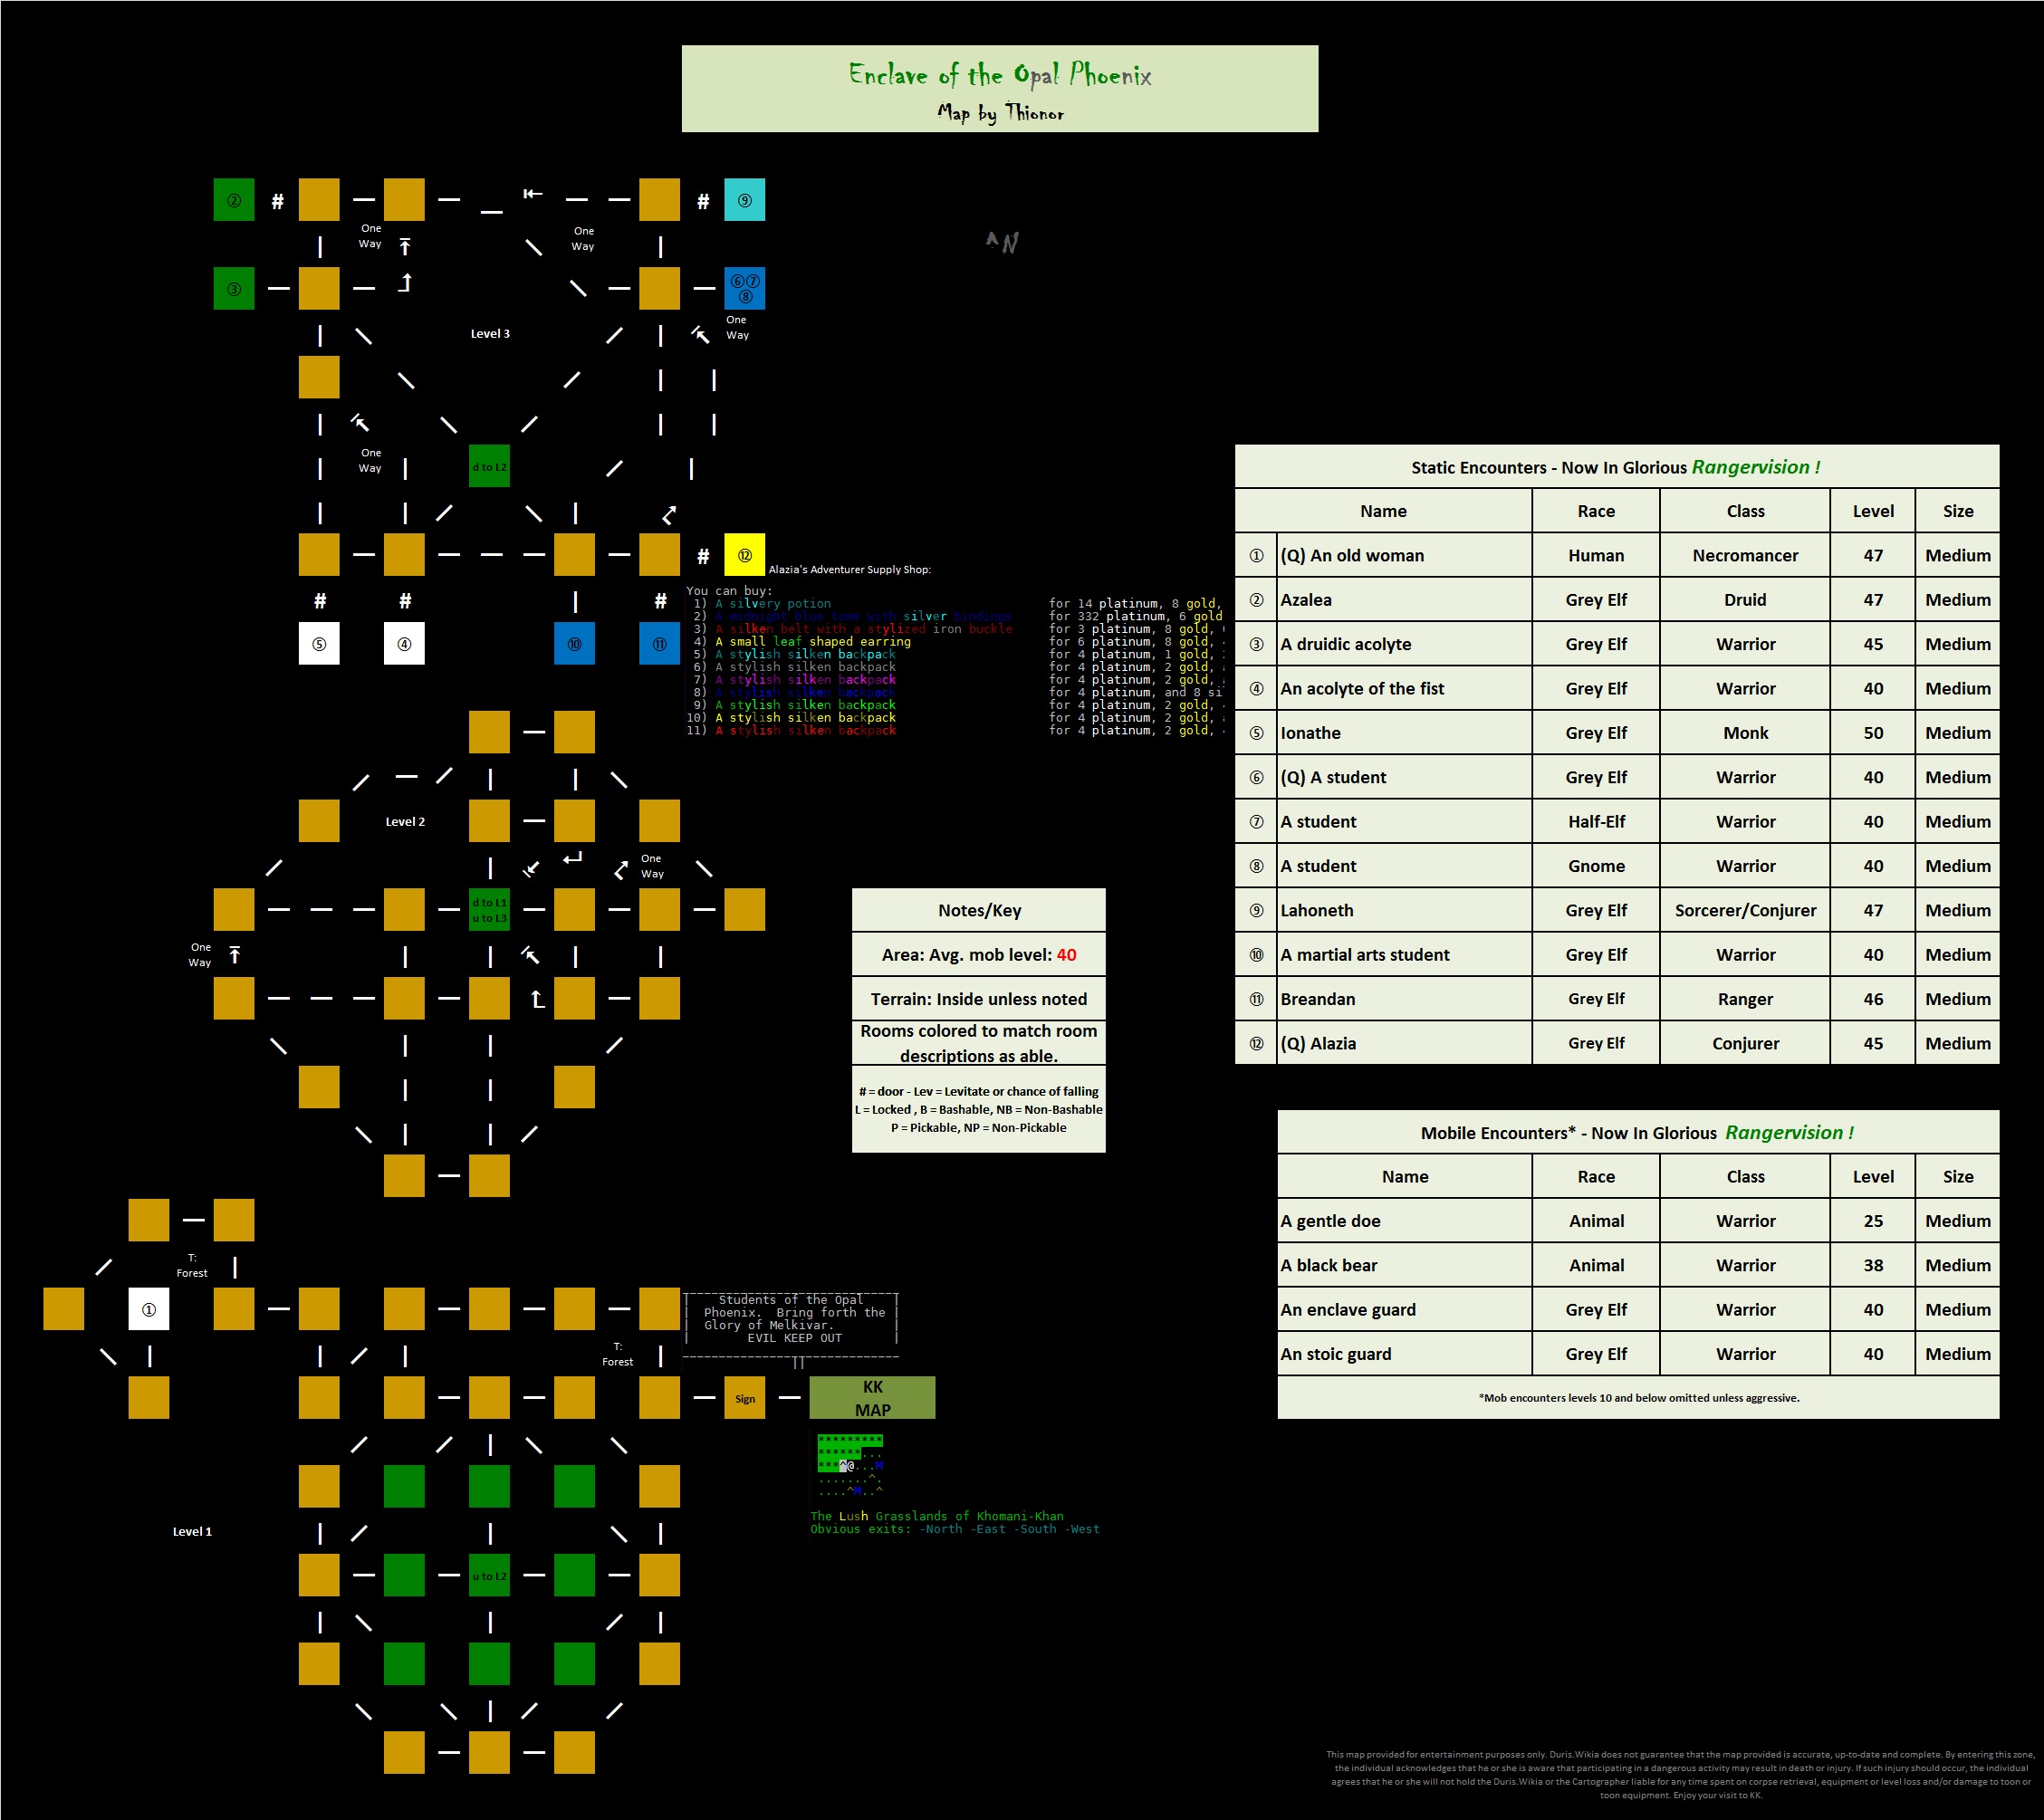 Enclave of the Opal Phoenix
Map by Thionor
② # # ⑨
One
Way
One
Way
^N
③ ⑥⑦
⑧
One
Way
Level 3
One
Way
d to L2
# ⑫ Alazia's Adventurer Supply Shop:
# # #
⑤ ④ ⑩ ⑪
You can buy:
1) A silvery potion for 14 platinum, 8 gold,
2) A midnight blue tome with silver bindings for 332 platinum, 6 gold
3) A silken belt with a stylized iron buckle for 3 platinum, 8 gold,
4) A small leaf shaped earring for 6 platinum, 8 gold,
5) A stylish silken backpack for 4 platinum, 1 gold,
6) A stylish silken backpack for 4 platinum, 2 gold,
7) A stylish silken backpack for 4 platinum, 2 gold,
8) A stylish silken backpack for 4 platinum, and 8 si
9) A stylish silken backpack for 4 platinum, 2 gold,
10) A stylish silken backpack for 4 platinum, 2 gold,
11) A stylish silken backpack for 4 platinum, 2 gold,
Level 2
One
Way
d to L1
u to L3
One
Way
T:
Forest
①
Students of the Opal
Phoenix. Bring forth the
Glory of Melkivar.
EVIL KEEP OUT
T:
Forest
Sign
KK
MAP
*********
******...
***^@...M
.......^.
....^M..^
The Lush Grasslands of Khomani-Khan
Obvious exits: -North -East -South -West
Level 1
u to L2
Notes/Key
Area: Avg. mob level: 40
Terrain: Inside unless noted
Rooms colored to match room
descriptions as able.
# = door - Lev = Levitate or chance of falling
L = Locked , B = Bashable, NB = Non-Bashable
P = Pickable, NP = Non-Pickable
Static Encounters - Now In Glorious Rangervision !
Name Race Class Level Size
① (Q) An old woman Human Necromancer 47 Medium
② Azalea Grey Elf Druid 47 Medium
③ A druidic acolyte Grey Elf Warrior 45 Medium
④ An acolyte of the fist Grey Elf Warrior 40 Medium
⑤ Ionathe Grey Elf Monk 50 Medium
⑥ (Q) A student Grey Elf Warrior 40 Medium
⑦ A student Half-Elf Warrior 40 Medium
⑧ A student Gnome Warrior 40 Medium
⑨ Lahoneth Grey Elf Sorcerer/Conjurer 47 Medium
⑩ A martial arts student Grey Elf Warrior 40 Medium
⑪ Breandan Grey Elf Ranger 46 Medium
⑫ (Q) Alazia Grey Elf Conjurer 45 Medium
Mobile Encounters* - Now In Glorious Rangervision !
Name Race Class Level Size
A gentle doe Animal Warrior 25 Medium
A black bear Animal Warrior 38 Medium
An enclave guard Grey Elf Warrior 40 Medium
An stoic guard Grey Elf Warrior 40 Medium
*Mob encounters levels 10 and below omitted unless aggressive.
This map provided for entertainment purposes only. Duris.Wikia does not guarantee that the map provided is accurate, up-to-date and complete. By entering this zone,
the individual acknowledges that he or she is aware that participating in a dangerous activity may result in death or injury. If such injury should occur, the individual
agrees that he or she will not hold the Duris.Wikia or the Cartographer liable for any time spent on corpse retrieval, equipment or level loss and/or damage to toon or
toon equipment. Enjoy your visit to KK.